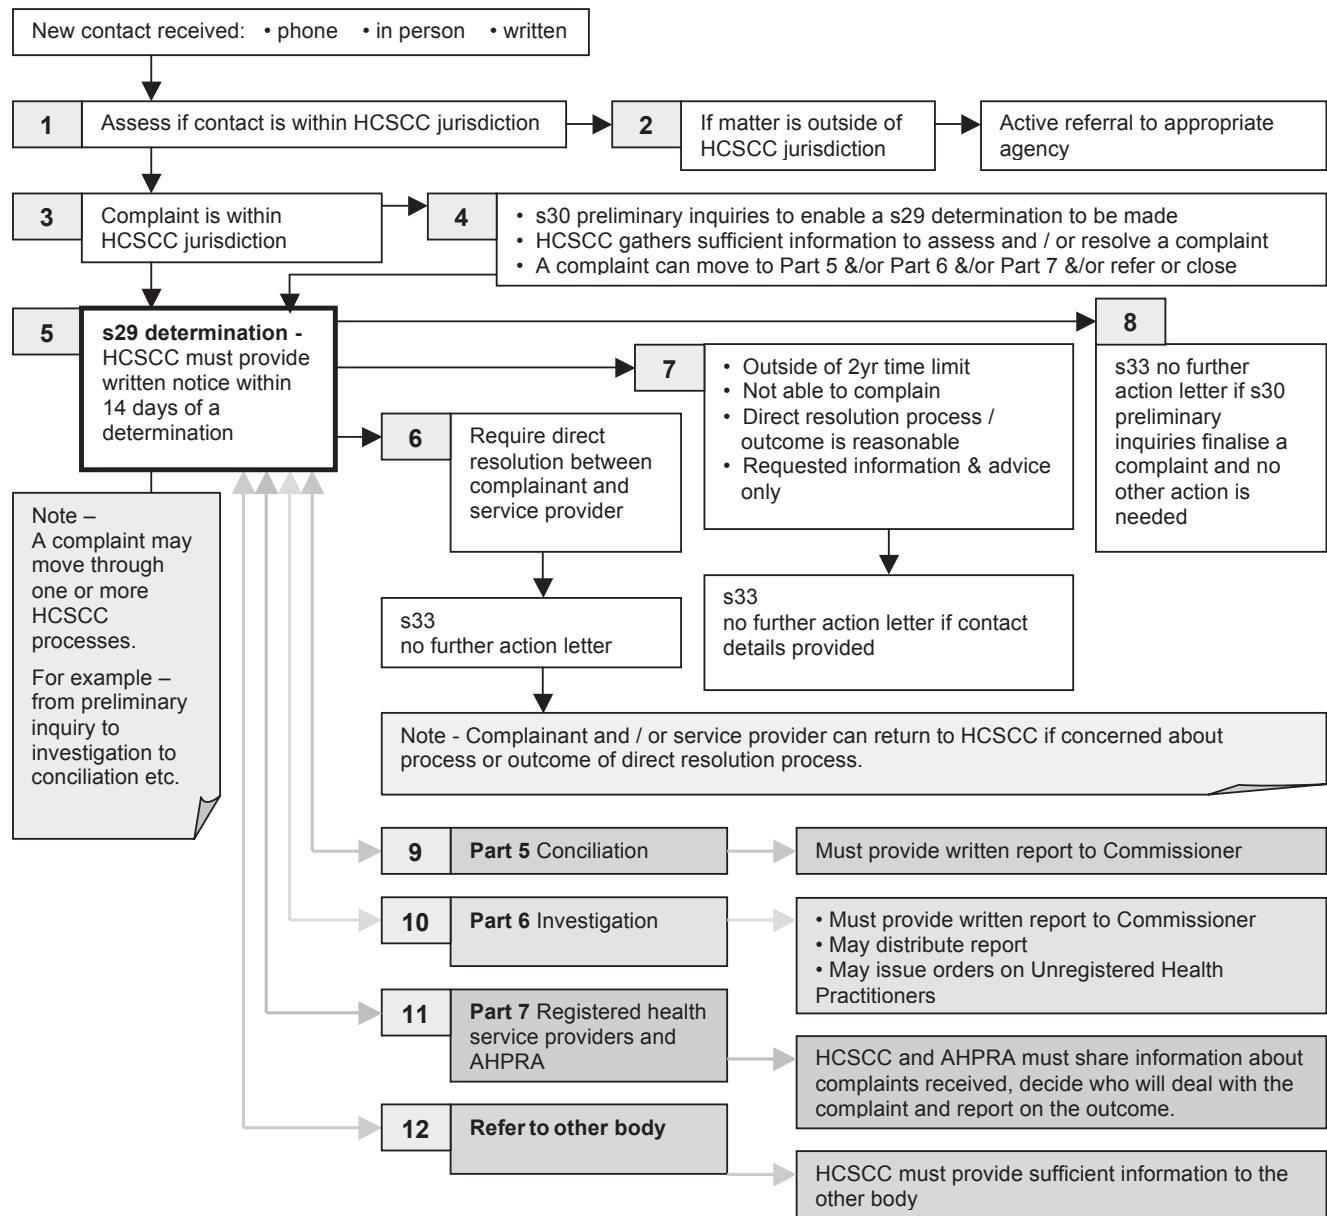 New contact received: • phone • in person • written
1 Assess if contact is within HCSCC jurisdiction
2 If matter is outside of
HCSCC jurisdiction
Active referral to appropriate
agency
3 Complaint is within
HCSCC jurisdiction
4 • s30 preliminary inquiries to enable a s29 determination to be made
• HCSCC gathers sufficient information to assess and / or resolve a complaint
• A complaint can move to Part 5 &/or Part 6 &/or Part 7 &/or refer or close
5 s29 determination -
HCSCC must provide
written notice within
14 days of a
determination
Note –
A complaint may
move through
one or more
HCSCC
processes.
For example –
from preliminary
inquiry to
investigation to
conciliation etc.
6 Require direct
resolution between
complainant and
service provider
s33
no further action letter
7 • Outside of 2yr time limit
• Not able to complain
• Direct resolution process /
outcome is reasonable
• Requested information & advice
only
s33
no further action letter if contact
details provided
8
s33 no further
action letter if s30
preliminary
inquiries finalise a
complaint and no
other action is
needed
Note - Complainant and / or service provider can return to HCSCC if concerned about
process or outcome of direct resolution process.
9 Part 5 Conciliation
Must provide written report to Commissioner
10 Part 6 Investigation
• Must provide written report to Commissioner
• May distribute report
• May issue orders on Unregistered Health
Practitioners
11 Part 7 Registered health
service providers and
AHPRA
HCSCC and AHPRA must share information about
complaints received, decide who will deal with the
complaint and report on the outcome.
12 Refer to other body
HCSCC must provide sufficient information to the
other body